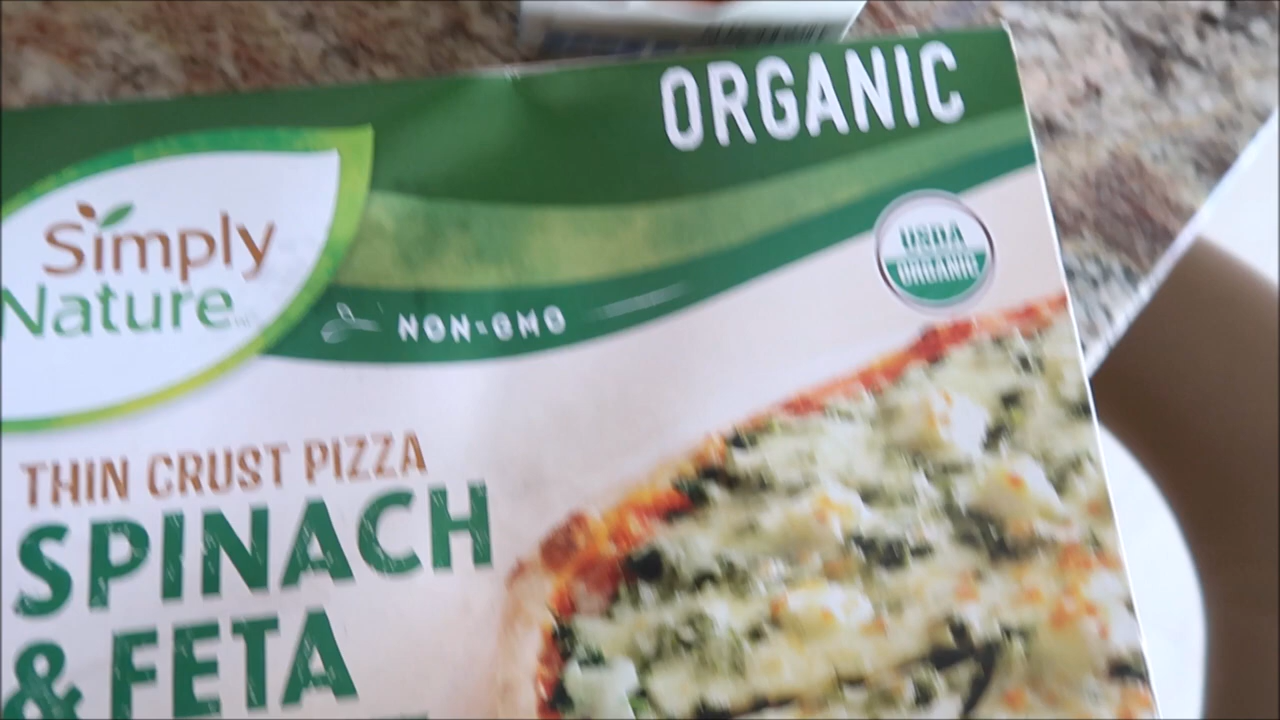 ORGANIC
Simply
Nature
NON-GMO
USDA
ORGANIC
THIN CRUST PIZZA
SPINACH
& FETA